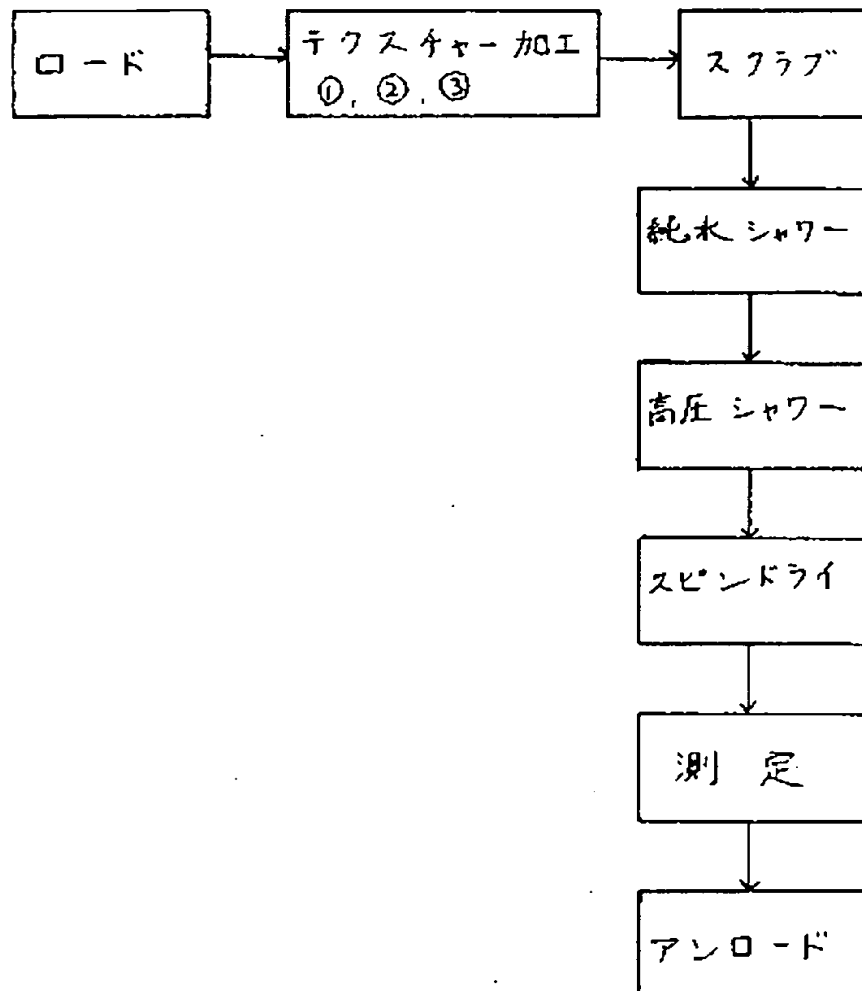 ロード
テクスチャー加工
①, ②, ③
スクラブ
純水シャワー
高圧シャワー
スピンドライ
測定
アンロード